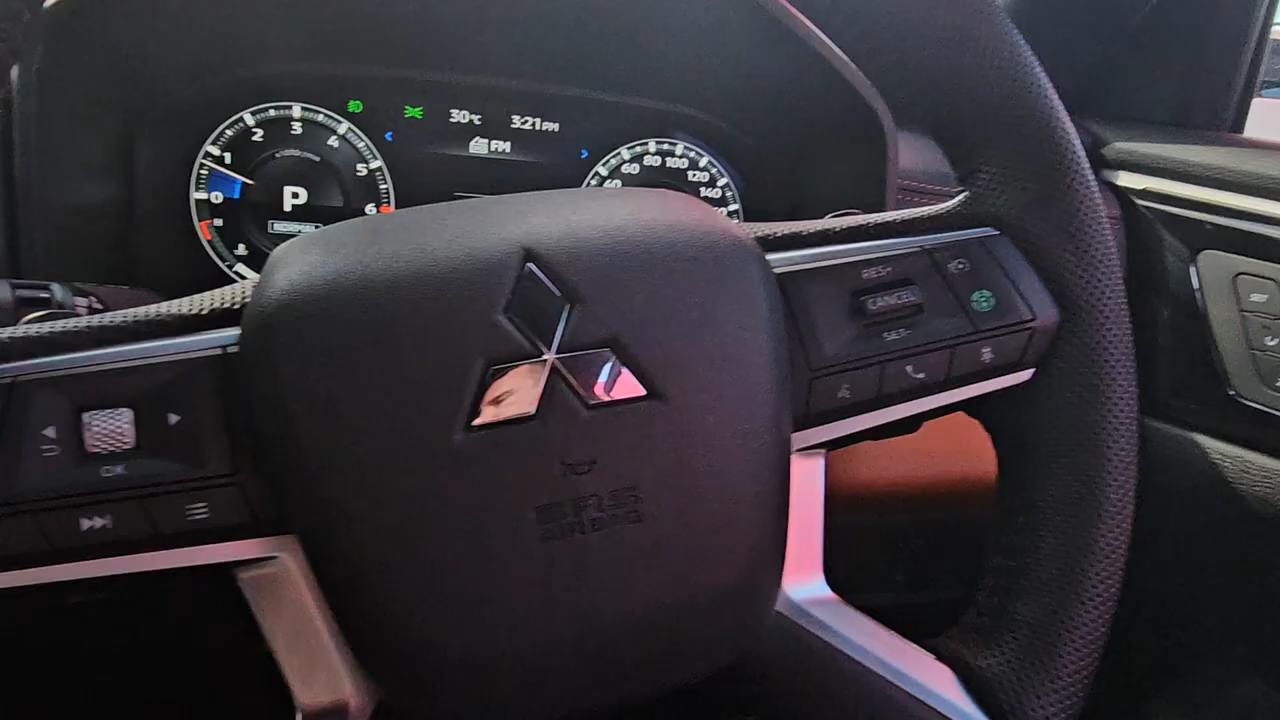 30°C 3:21PM
FM
0 1 2 3 4 5 6
P
60 80 100 120 140
RES+
CANCEL
SET-
OK
SRS
AIRBAG